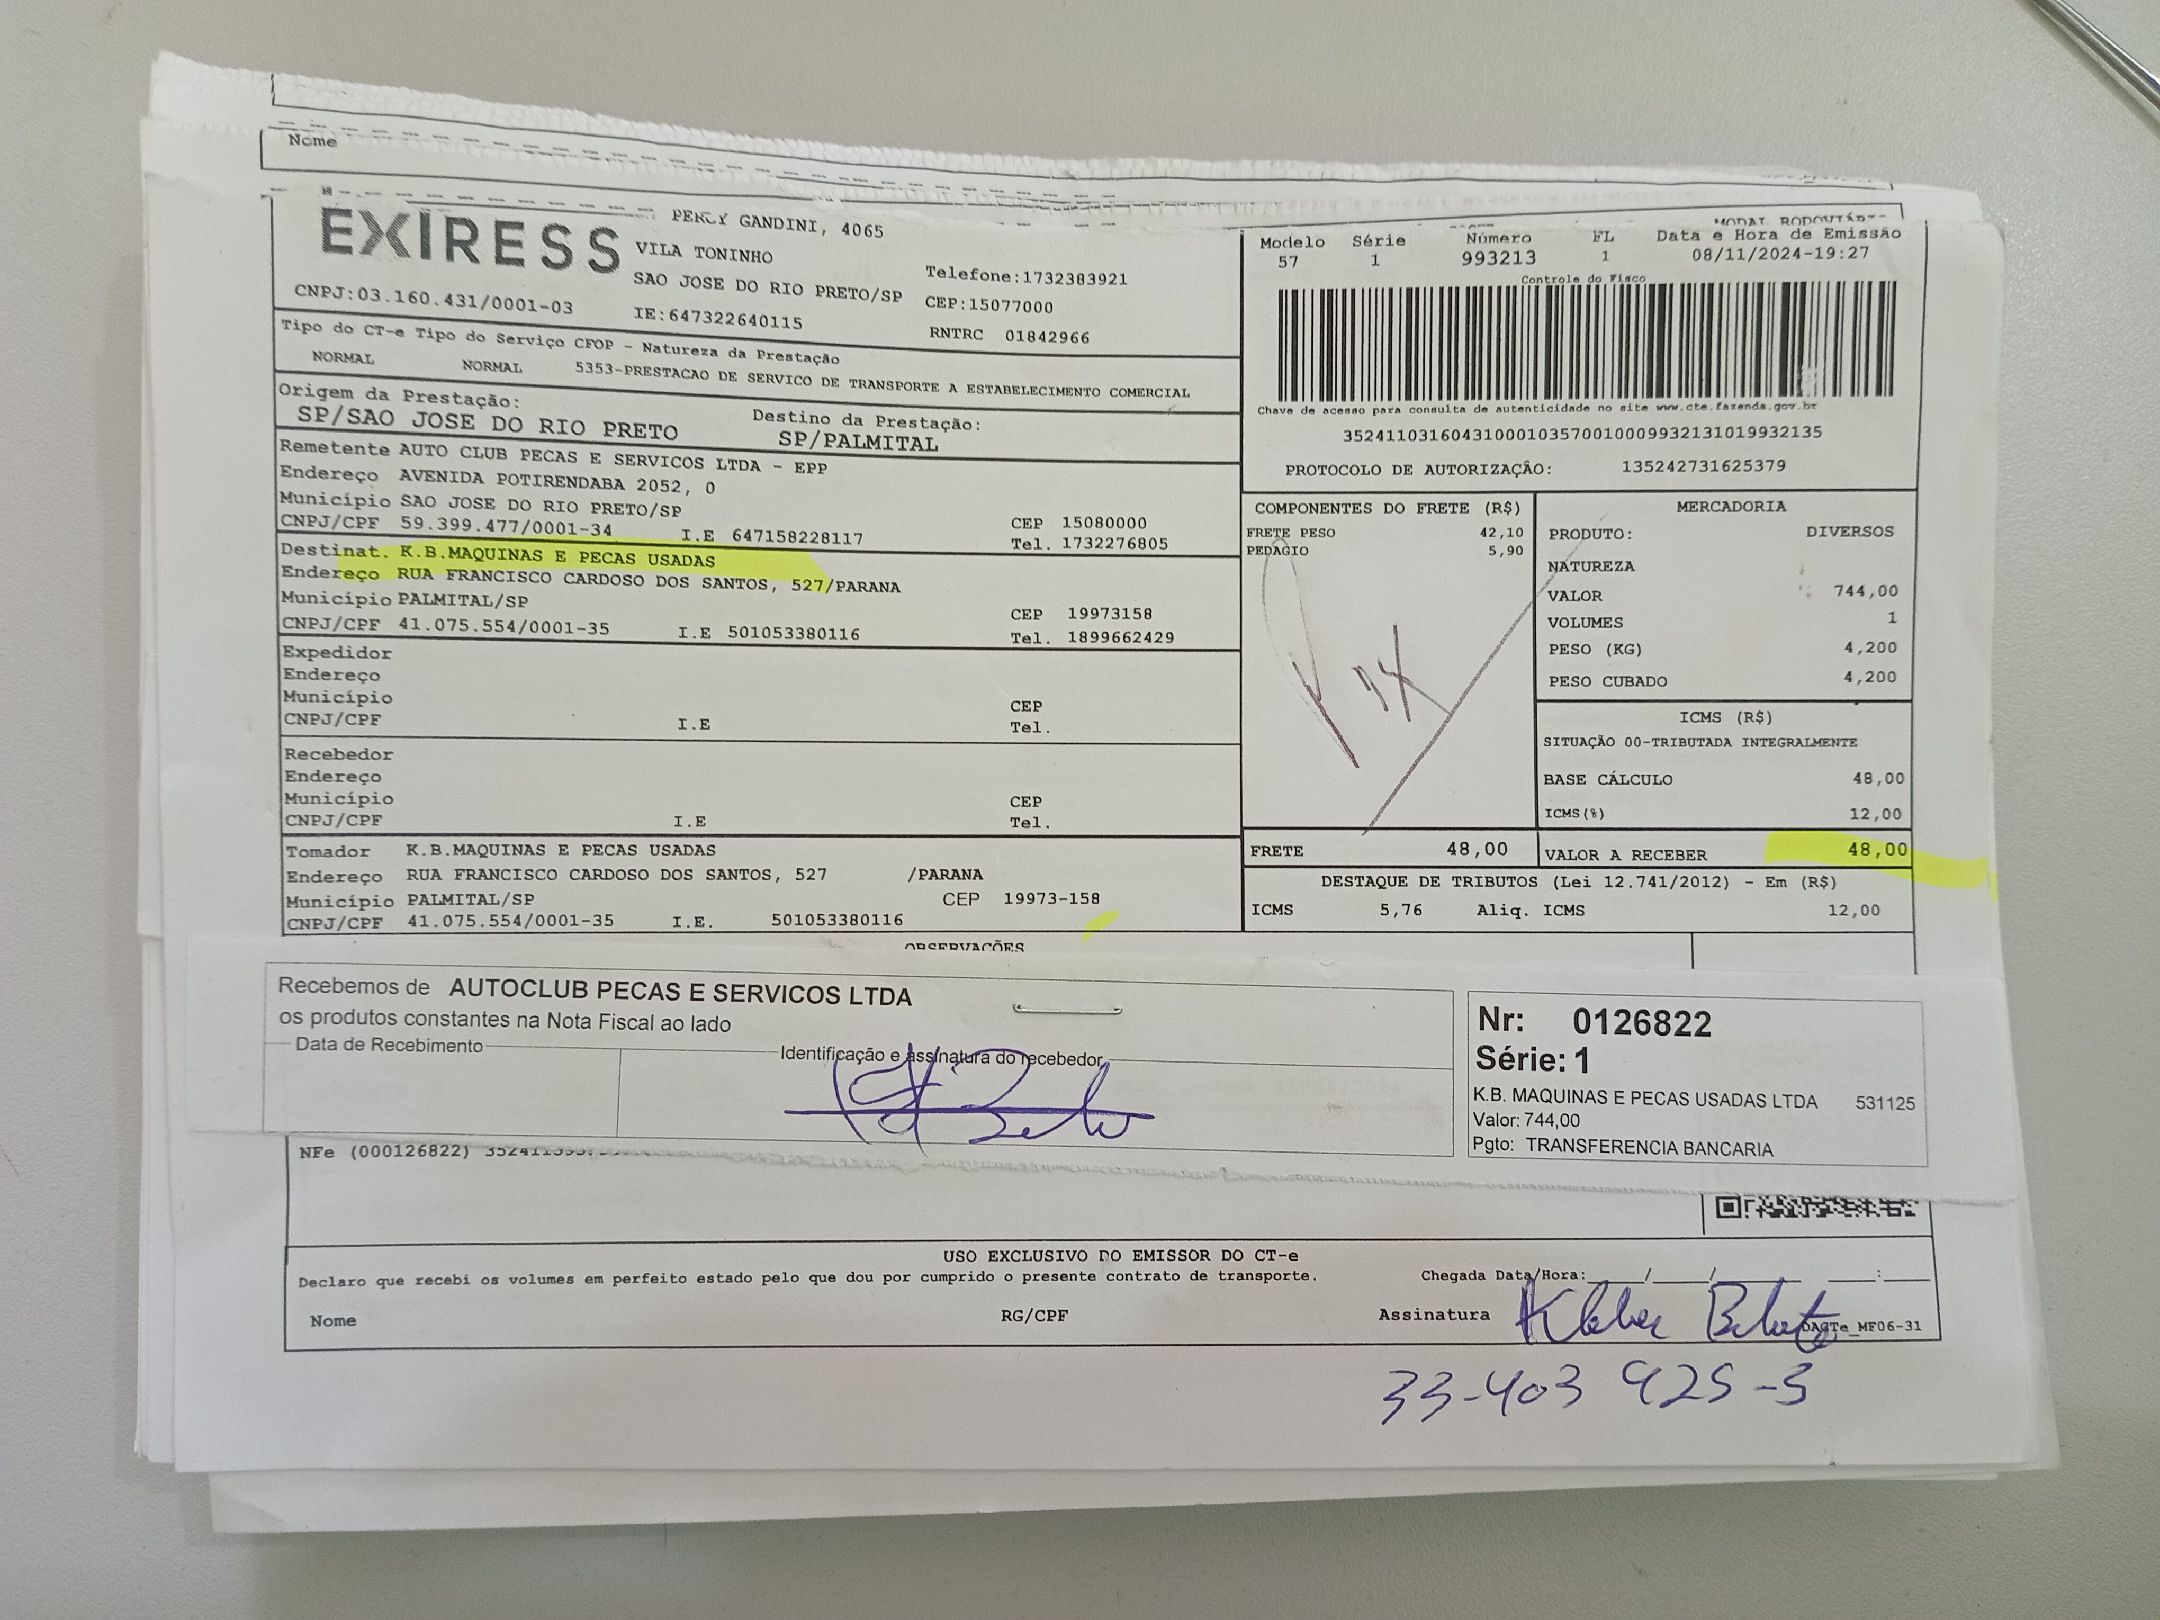 Nome
EXIRESS
PERCY GANDINI, 4065
VILA TONINHO
SAO JOSE DO RIO PRETO/SP
Telefone:1732383921
CEP:15077000
CNPJ:03.160.431/0001-03
IE:647322640115
RNTRC 01842966
MODAL RODOVIÁ
Modelo Série Número FL Data e Hora de Emissão
57 1 993213 1 08/11/2024-19:27
Controle do Fisco
Chave de acesso para consulta de autenticidade no site www.cte.fazenda.gov.br
35241103160431000103570010009932131019932135
PROTOCOLO DE AUTORIZAÇÃO: 135242731625379
Tipo do CT-e Tipo do Serviço CFOP - Natureza da Prestação
NORMAL NORMAL 5353-PRESTACAO DE SERVICO DE TRANSPORTE A ESTABELECIMENTO COMERCIAL
Origem da Prestação: Destino da Prestação:
SP/SAO JOSE DO RIO PRETO SP/PALMITAL
Remetente AUTO CLUB PECAS E SERVICOS LTDA - EPP
Endereço AVENIDA POTIRENDABA 2052, 0
Município SAO JOSE DO RIO PRETO/SP CEP 15080000
CNPJ/CPF 59.399.477/0001-34 I.E 647158228117 Tel. 1732276805
Destinat. K.B.MAQUINAS E PECAS USADAS
Endereço RUA FRANCISCO CARDOSO DOS SANTOS, 527/PARANA
Município PALMITAL/SP CEP 19973158
CNPJ/CPF 41.075.554/0001-35 I.E 501053380116 Tel. 1899662429
Expedidor
Endereço
Município CEP
CNPJ/CPF I.E Tel.
Recebedor
Endereço
Município CEP
CNPJ/CPF I.E Tel.
Tomador K.B.MAQUINAS E PECAS USADAS
Endereço RUA FRANCISCO CARDOSO DOS SANTOS, 527 /PARANA
Município PALMITAL/SP CEP 19973-158
CNPJ/CPF 41.075.554/0001-35 I.E. 501053380116
COMPONENTES DO FRETE (R$)
FRETE PESO 42,10
PEDAGIO 5,90
MERCADORIA
PRODUTO: DIVERSOS
NATUREZA
VALOR 744,00
VOLUMES 1
PESO (KG) 4,200
PESO CUBADO 4,200
ICMS (R$)
SITUAÇÃO 00-TRIBUTADA INTEGRALMENTE
BASE CÁLCULO 48,00
ICMS(%) 12,00
FRETE 48,00 VALOR A RECEBER 48,00
DESTAQUE DE TRIBUTOS (Lei 12.741/2012) - Em (R$)
ICMS 5,76 Aliq. ICMS 12,00
OBSERVAÇÕES
Recebemos de AUTOCLUB PECAS E SERVICOS LTDA
os produtos constantes na Nota Fiscal ao lado
Data de Recebimento Identificação e assinatura do recebedor
Nr: 0126822
Série: 1
K.B. MAQUINAS E PECAS USADAS LTDA 531125
Valor: 744,00
Pgto: TRANSFERENCIA BANCARIA
NFe (000126822)
USO EXCLUSIVO DO EMISSOR DO CT-e
Declaro que recebi os volumes em perfeito estado pelo que dou por cumprido o presente contrato de transporte. Chegada Data/Hora:___/___/___ __:__
Nome RG/CPF Assinatura Kleber DACTe_MF06-31
33-403 925-3